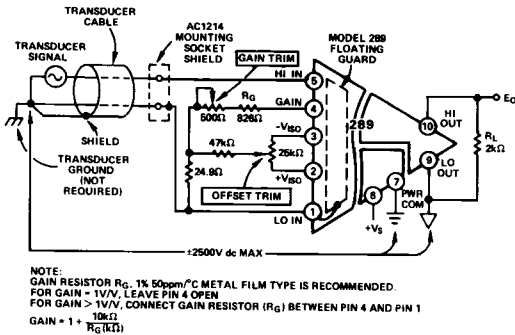 TRANSDUCER
CABLE
TRANSDUCER
SIGNAL
AC1214
MOUNTING
SOCKET
SHIELD
MODEL 289
FLOATING
GUARD
GAIN TRIM
HI IN
5
500Ω
RG
826Ω
GAIN
4
289
-VISO
3
47kΩ
25kΩ
+VISO
2
24.9Ω
OFFSET TRIM
LO IN
1
SHIELD
TRANSDUCER
GROUND
(NOT
REQUIRED)
10
HI
OUT
EO
RL
2kΩ
9
LO
OUT
6
7
PWR
COM
+VS
±2500V dc MAX
NOTE:
GAIN RESISTOR RG. 1% 50ppm/°C METAL FILM TYPE IS RECOMMENDED.
FOR GAIN = 1V/V, LEAVE PIN 4 OPEN
FOR GAIN > 1V/V, CONNECT GAIN RESISTOR (RG) BETWEEN PIN 4 AND PIN 1
GAIN = 1 + 10kΩ / RG(kΩ)